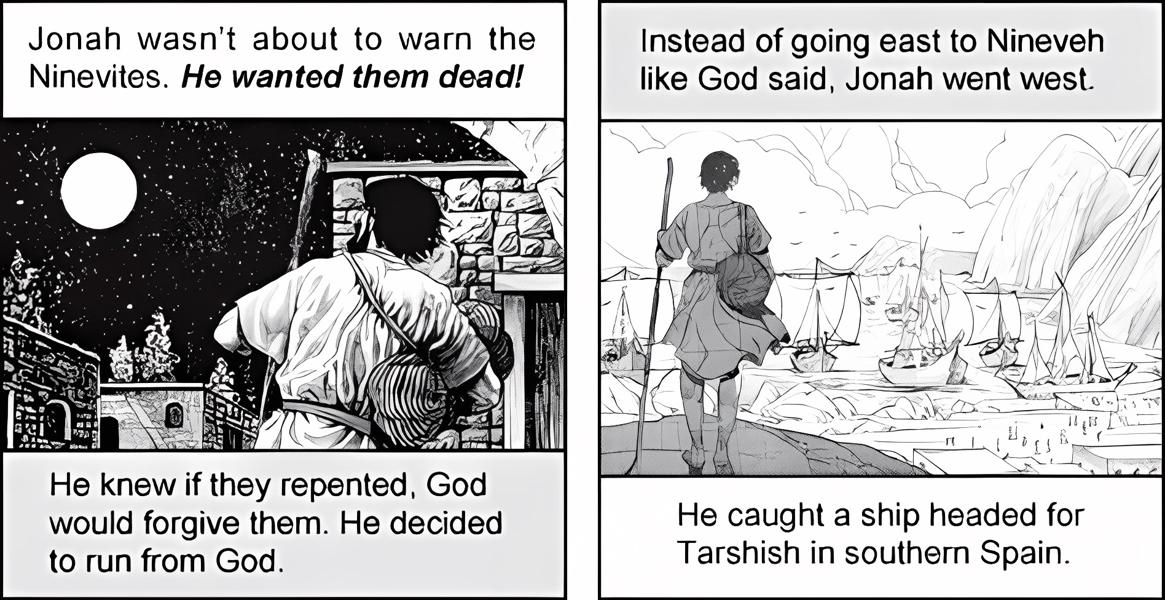 Jonah wasn't about to warn the
Ninevites. He wanted them dead!
He knew if they repented, God
would forgive them. He decided
to run from God.
Instead of going east to Nineveh
like God said, Jonah went west.
He caught a ship headed for
Tarshish in southern Spain.